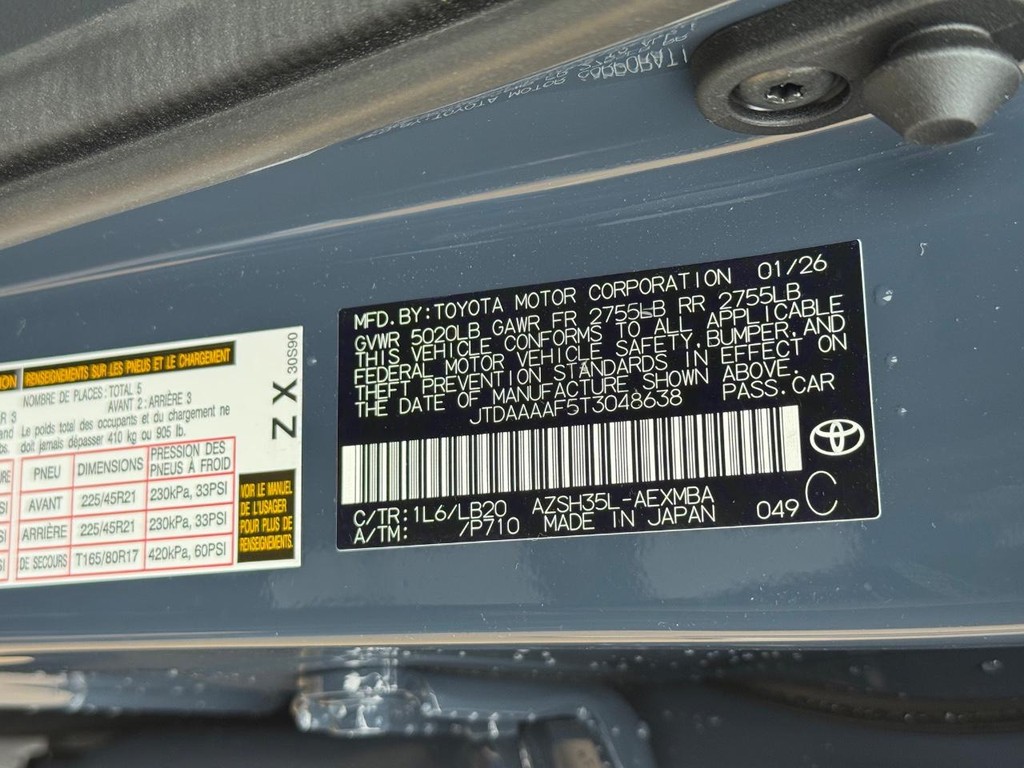 RENSEIGNEMENTS SUR LES PNEUS ET LE CHARGEMENT
NOMBRE DE PLACES: TOTAL 5
AVANT 2: ARRIÈRE 3
Le poids total des occupants et du chargement ne
doit jamais dépasser 410 kg ou 905 lb.
PNEU DIMENSIONS PRESSION DES PNEUS À FROID
AVANT 225/45R21 230kPa, 33PSI
ARRIÈRE 225/45R21 230kPa, 33PSI
DE SECOURS T165/80R17 420kPa, 60PSI
VOIR LE MANUEL
DE L'USAGER
POUR PLUS DE
RENSEIGNEMENTS.
ZX 30S90
MFD. BY: TOYOTA MOTOR CORPORATION 01/26
GVWR 5020LB GAWR FR 2755LB RR 2755LB
THIS VEHICLE CONFORMS TO ALL APPLICABLE
FEDERAL MOTOR VEHICLE SAFETY, BUMPER, AND
THEFT PREVENTION STANDARDS IN EFFECT ON
THE DATE OF MANUFACTURE SHOWN ABOVE.
JTDAAAAF5T3048638 PASS. CAR
C/TR: 1L6/LB20 AZSH35L-AEXMBA
A/TM: /P710 MADE IN JAPAN 049 C